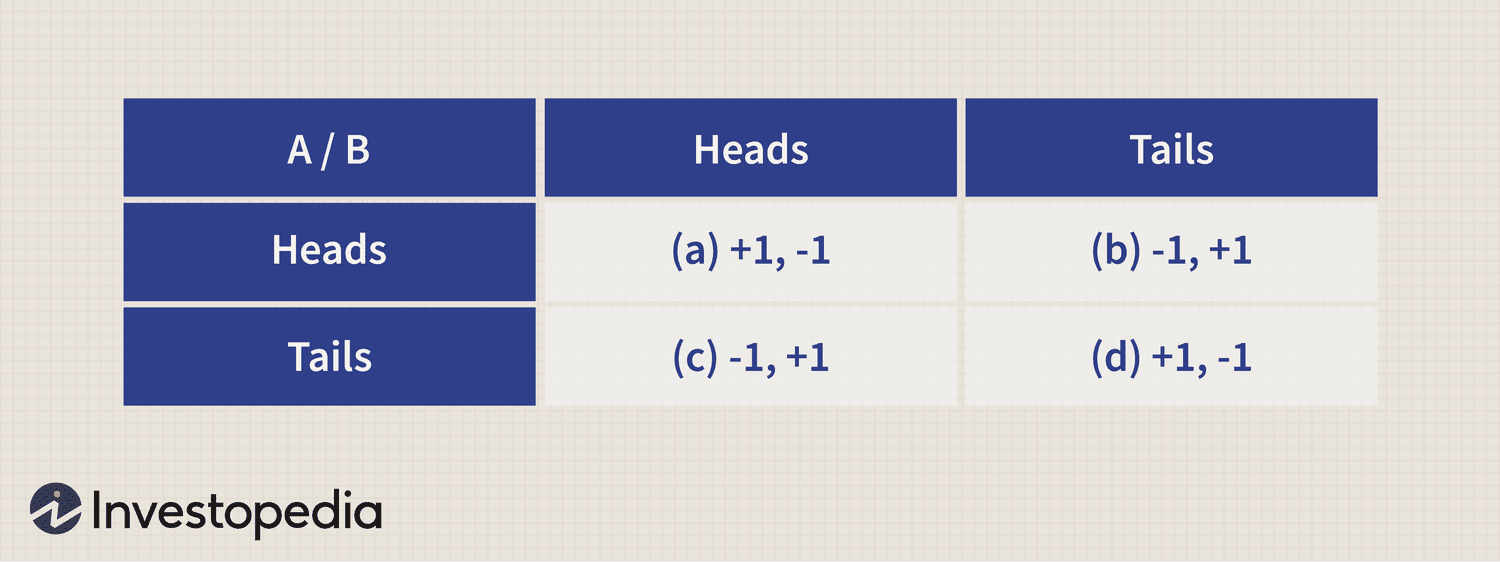 A / B Heads Tails
Heads (a) +1, -1 (b) -1, +1
Tails (c) -1, +1 (d) +1, -1
Investopedia